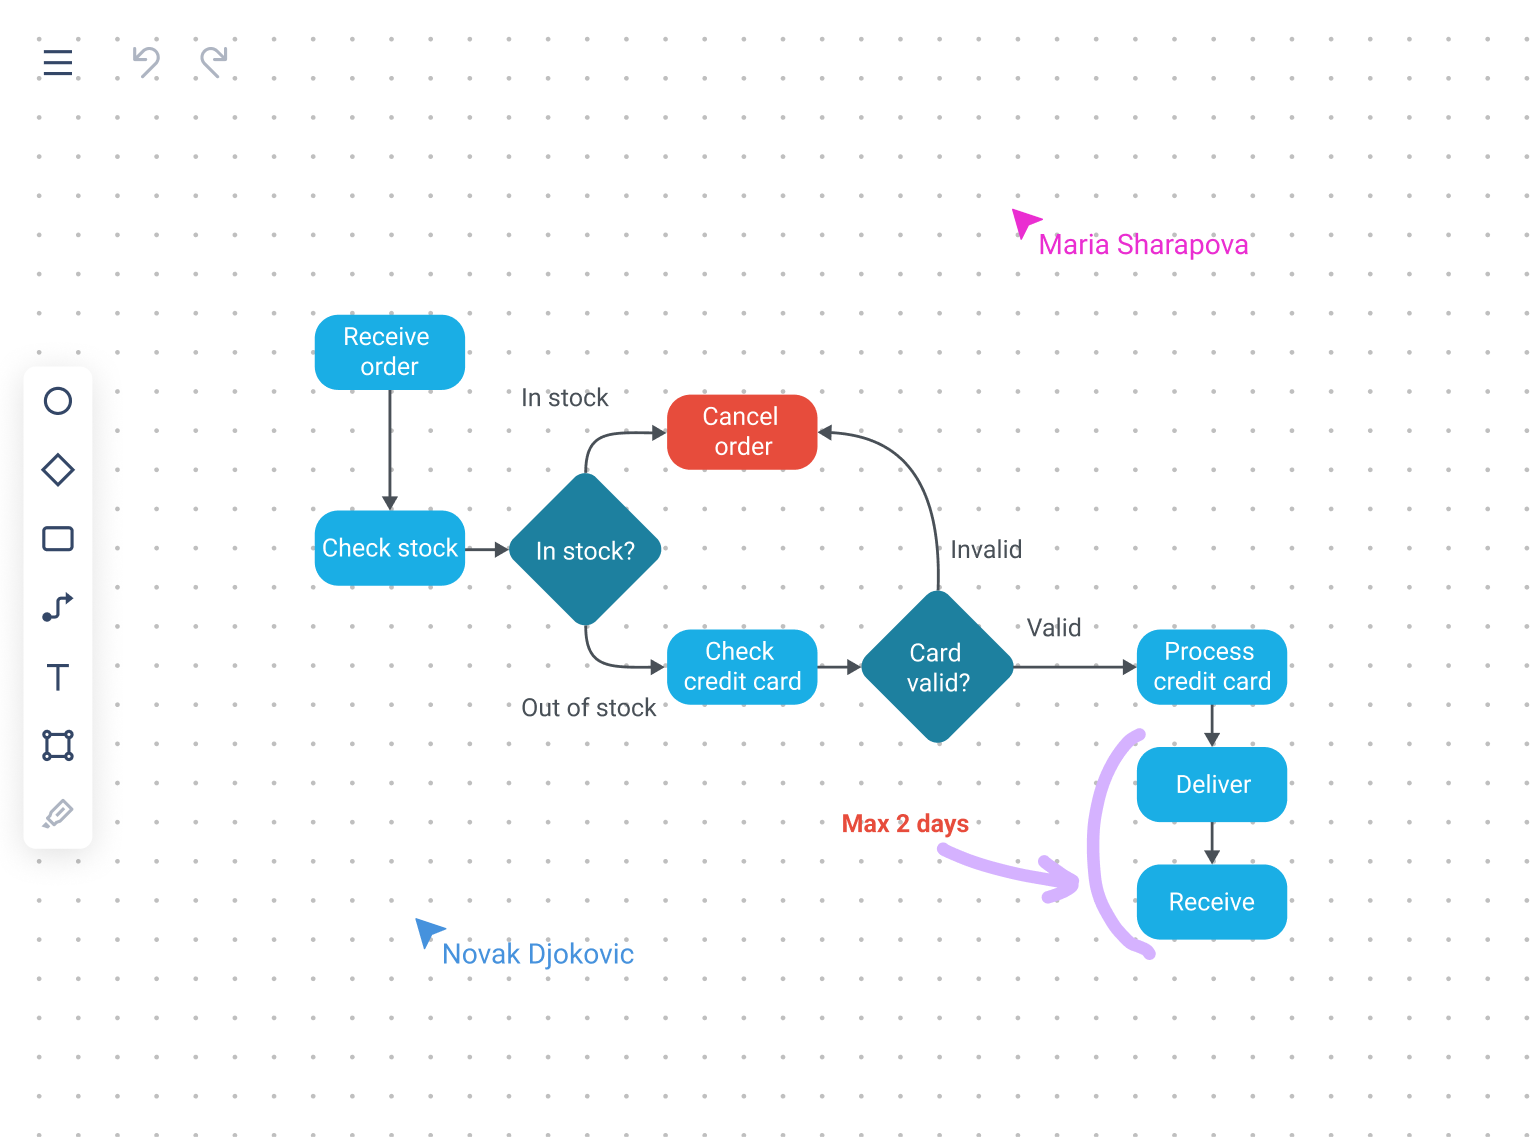 Maria Sharapova
Receive
order
In stock
Cancel
order
Check stock
In stock?
Invalid
Valid
Check
credit card
Card
valid?
Process
credit card
Out of stock
Deliver
Max 2 days
Receive
Novak Djokovic